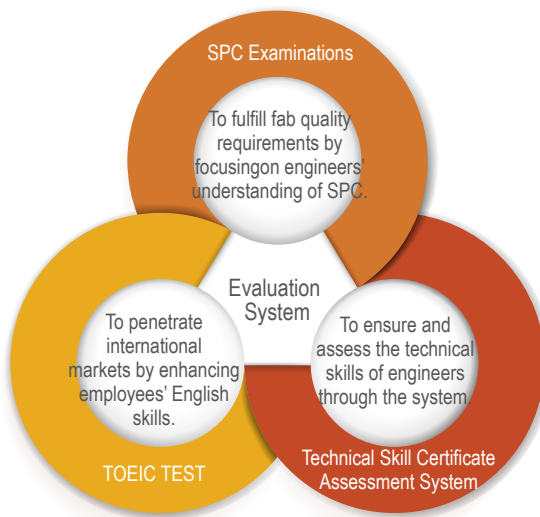 SPC Examinations
To fulfill fab quality
requirements by
focusingon engineers'
understanding of SPC.
Evaluation
System
To penetrate
international
markets by enhancing
employees' English
skills.
TOEIC TEST
To ensure and
assess the technical
skills of engineers
through the system.
Technical Skill Certificate
Assessment System